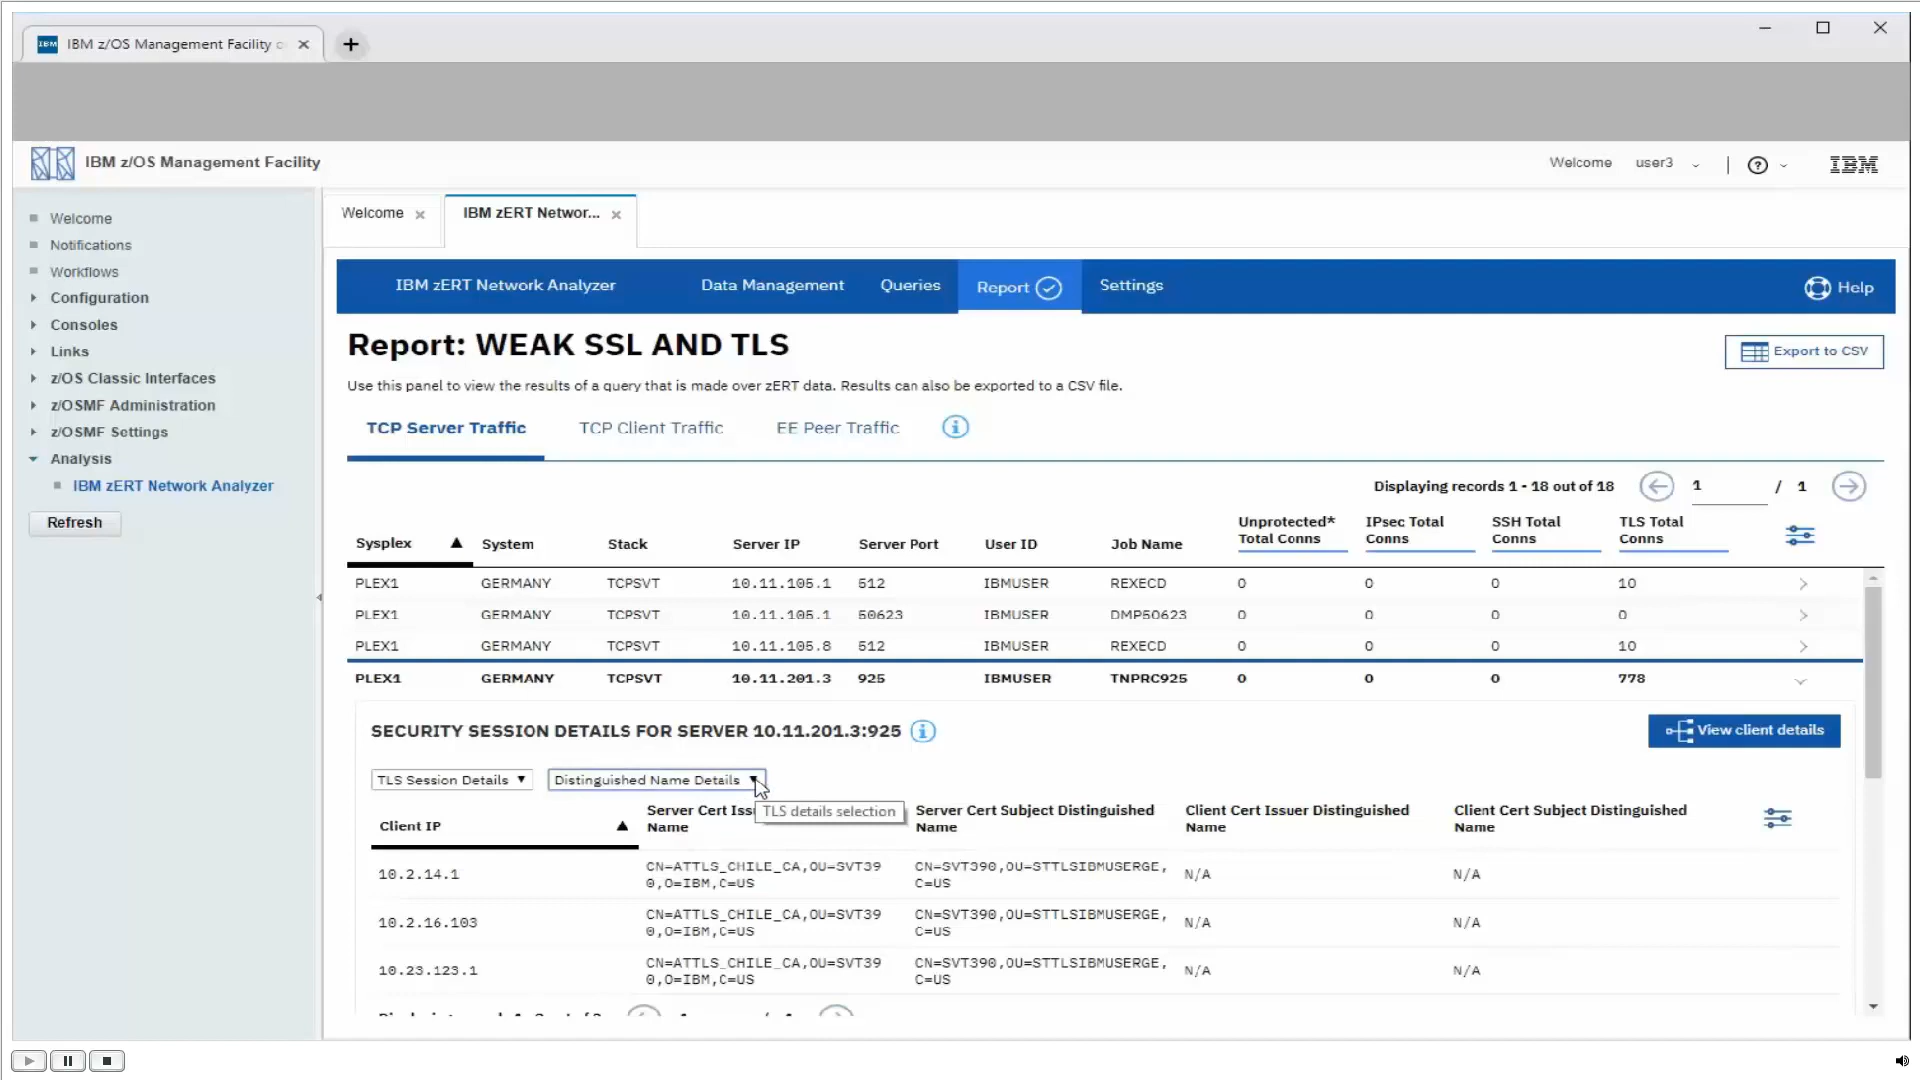 IBM IBM z/OS Management Facility
IBM z/OS Management Facility
Welcome user3
IBM
Welcome
Notifications
Workflows
Configuration
Consoles
Links
z/OS Classic Interfaces
z/OSMF Administration
z/OSMF Settings
Analysis
IBM zERT Network Analyzer
Refresh
Welcome
IBM zERT Networ...
IBM zERT Network Analyzer Data Management Queries Report Settings Help
Report: WEAK SSL AND TLS
Export to CSV
Use this panel to view the results of a query that is made over zERT data. Results can also be exported to a CSV file.
TCP Server Traffic TCP Client Traffic EE Peer Traffic
Displaying records 1 - 18 out of 18 1 / 1
Sysplex System Stack Server IP Server Port User ID Job Name Unprotected* Total Conns IPsec Total Conns SSH Total Conns TLS Total Conns
PLEX1 GERMANY TCPSVT 10.11.105.1 512 IBMUSER REXECD 0 0 0 10
PLEX1 GERMANY TCPSVT 10.11.105.1 50623 IBMUSER DMP50623 0 0 0 0
PLEX1 GERMANY TCPSVT 10.11.105.8 512 IBMUSER REXECD 0 0 0 10
PLEX1 GERMANY TCPSVT 10.11.201.3 925 IBMUSER TNPRC925 0 0 0 778
SECURITY SESSION DETAILS FOR SERVER 10.11.201.3:925
View client details
TLS Session Details Distinguished Name Details
TLS details selection
Client IP Server Cert Iss Name Server Cert Subject Distinguished Name Client Cert Issuer Distinguished Name Client Cert Subject Distinguished Name
10.2.14.1 CN=ATTLS_CHILE_CA,OU=SVT390,O=IBM,C=US CN=SVT390,OU=STTLSIBMUSERGE,C=US N/A N/A
10.2.16.103 CN=ATTLS_CHILE_CA,OU=SVT390,O=IBM,C=US CN=SVT390,OU=STTLSIBMUSERGE,C=US N/A N/A
10.23.123.1 CN=ATTLS_CHILE_CA,OU=SVT390,O=IBM,C=US CN=SVT390,OU=STTLSIBMUSERGE,C=US N/A N/A